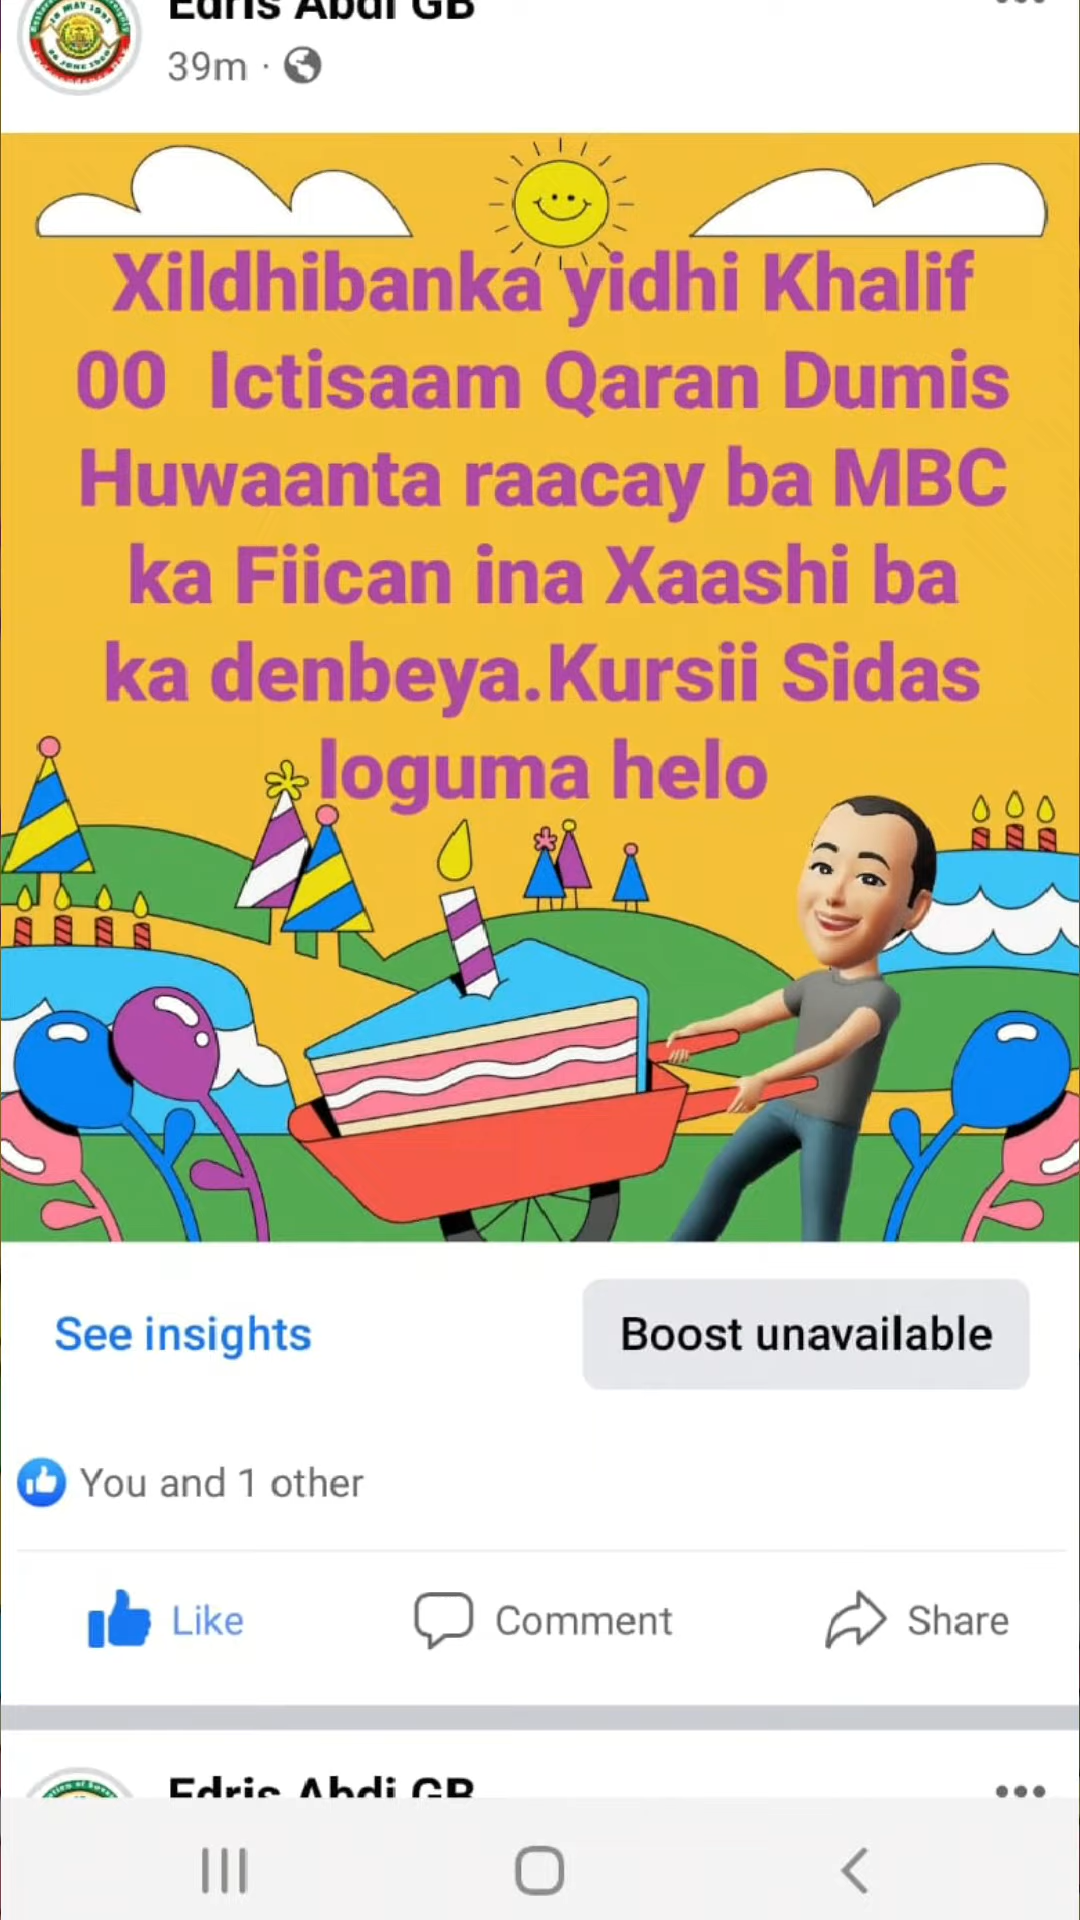 Edris Abdi GB
39m
Xildhibanka yidhi Khalif
00 Ictisaam Qaran Dumis
Huwaanta raacay ba MBC
ka Fiican ina Xaashi ba
ka denbeya.Kursii Sidas
loguma helo
See insights
Boost unavailable
You and 1 other
Like
Comment
Share
Edris Abdi GB